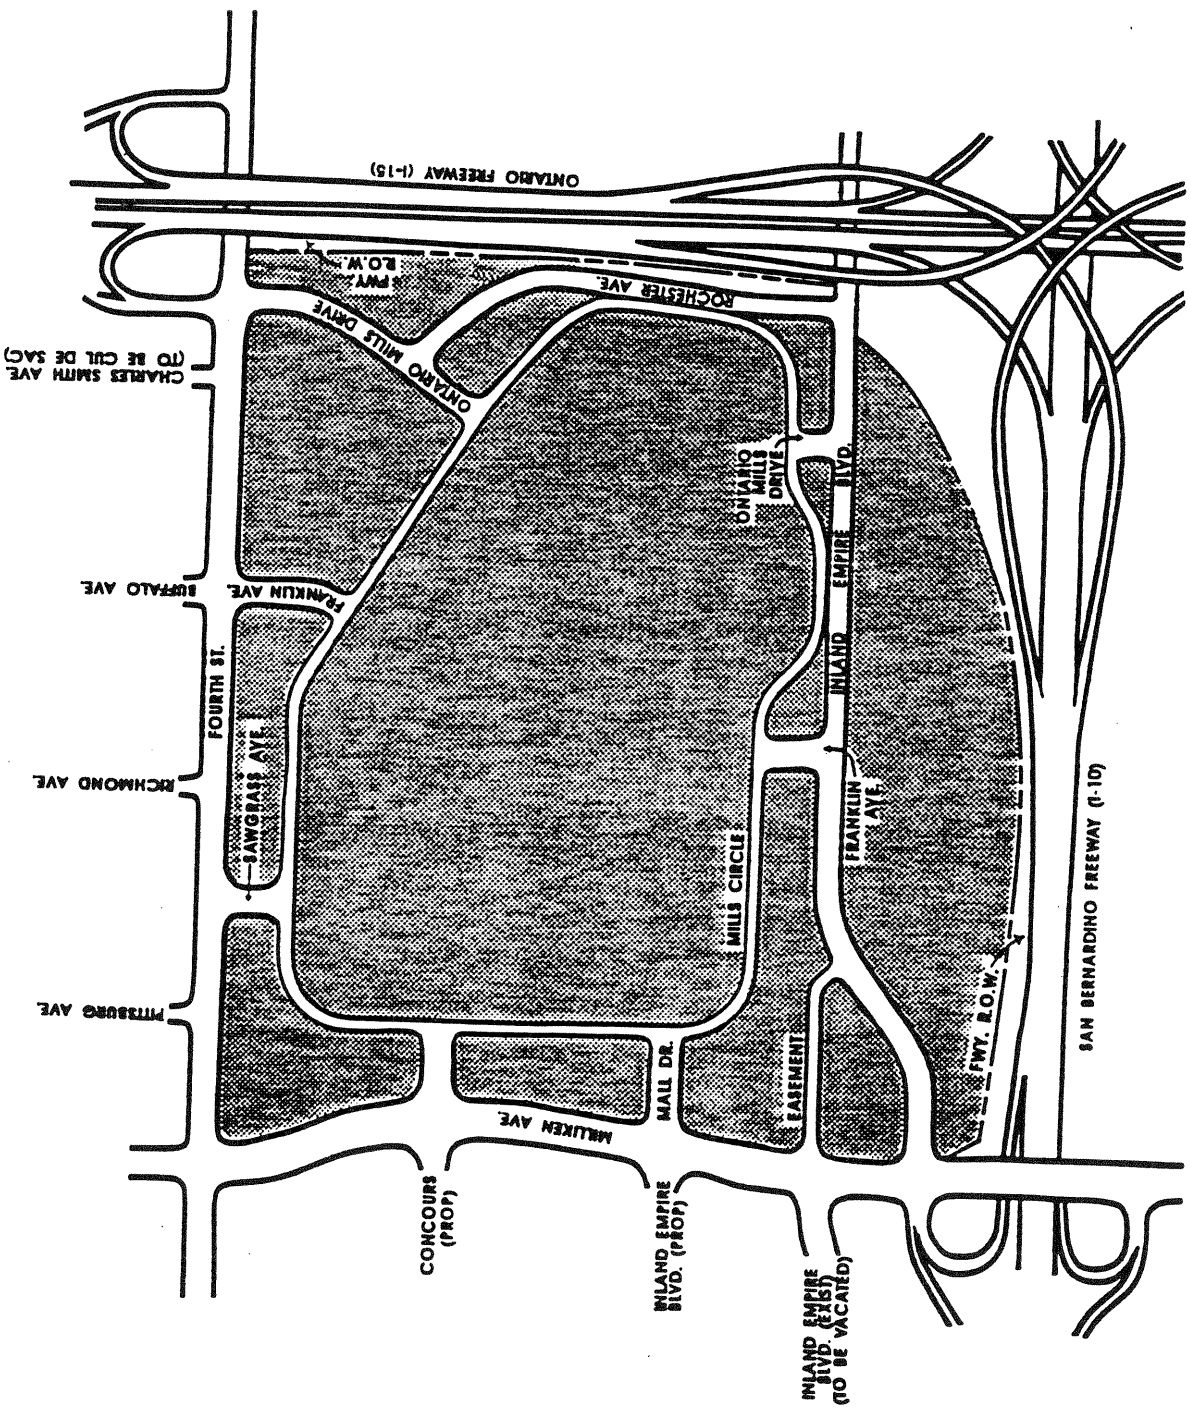 ONTARIO FREEWAY (I-15)
FWY.
R.O.W.
ROCHESTER AVE.
ONTARIO MILLS DRIVE
CHARLES SMITH AVE.
(TO BE CUL DE SAC)
ONTARIO
MILLS
DRIVE
INLAND EMPIRE BLVD.
BUFFALO AVE.
FRANKLIN AVE.
FOURTH ST.
SAWGRASS AVE.
RICHMOND AVE.
FRANKLIN
AVE.
MILLS CIRCLE
SAN BERNARDINO FREEWAY (I-10)
FWY. R.O.W.
PITTSBURG AVE.
EASEMENT
MALL DR.
MILLIKEN AVE.
CONCOURS
(PROP)
INLAND EMPIRE
BLVD. (PROP)
INLAND EMPIRE
BLVD. (EXIST)
(TO BE VACATED)